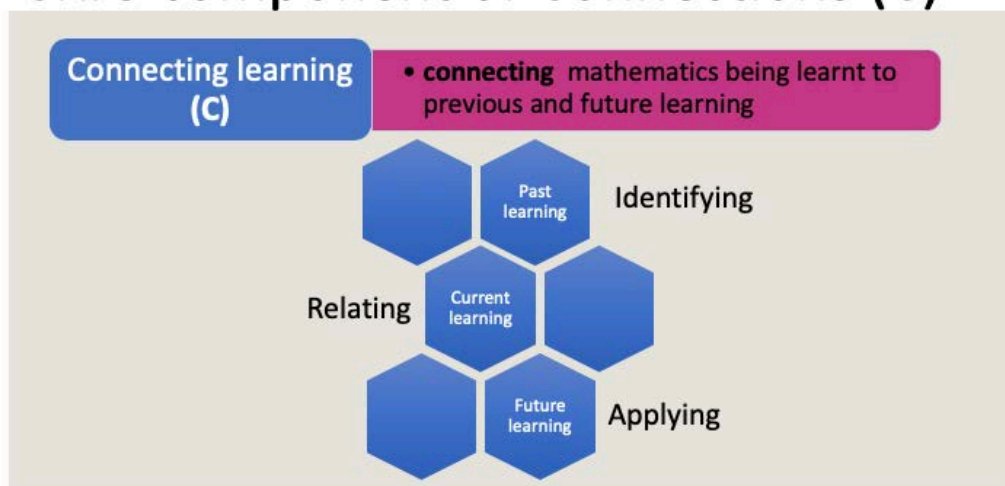 Connecting learning
(C)
• connecting mathematics being learnt to
previous and future learning
Past
learning
Identifying
Relating
Current
learning
Future
learning
Applying